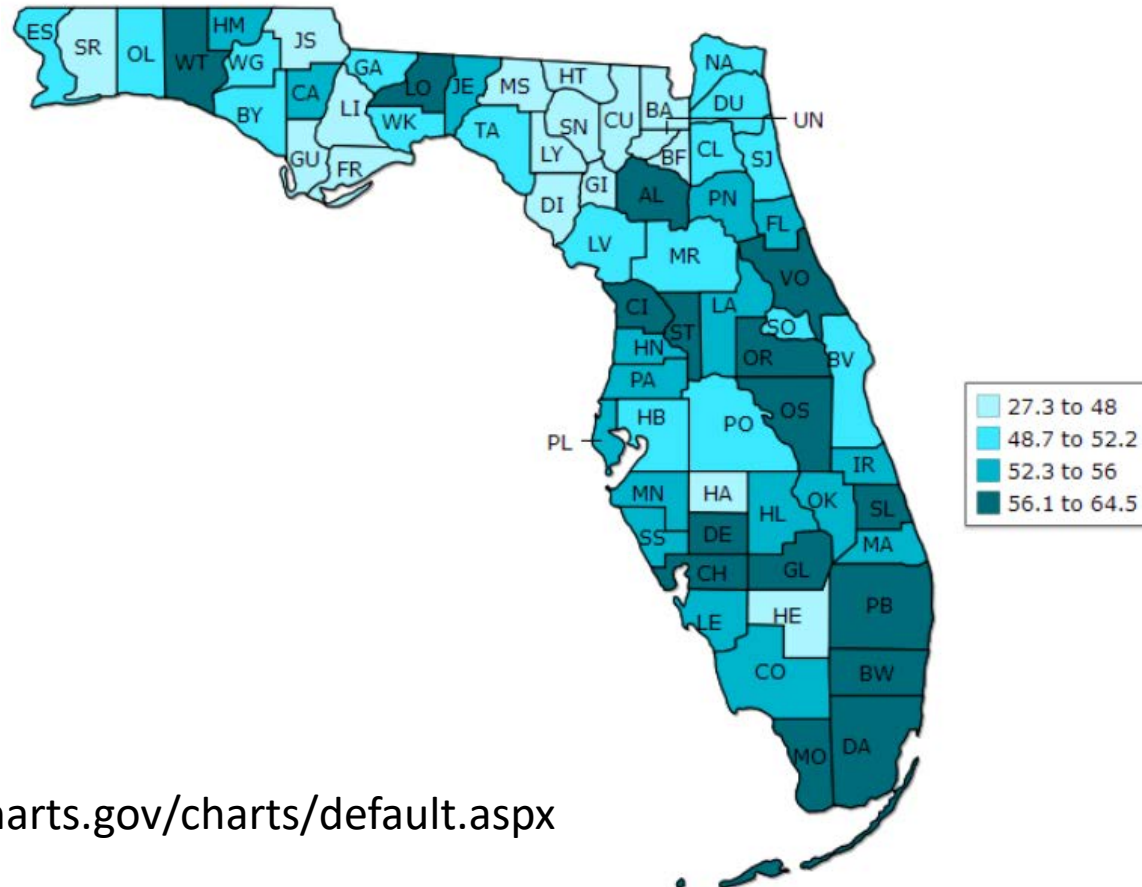 ES
SR
OL
WT
HM
WG
JS
BY
CA
GA
LI
GU
FR
LO
WK
JE
MS
TA
HT
SN
CU
LY
DI
GI
BA
BF
UN
NA
DU
CL
SJ
AL
PN
FL
LV
MR
VO
CI
ST
LA
SO
HN
OR
BV
PA
HB
PO
OS
PL
IR
MN
HA
HL
OK
SL
SS
DE
MA
CH
GL
PB
LE
HE
CO
BW
MO
DA
27.3 to 48
48.7 to 52.2
52.3 to 56
56.1 to 64.5
harts.gov/charts/default.aspx